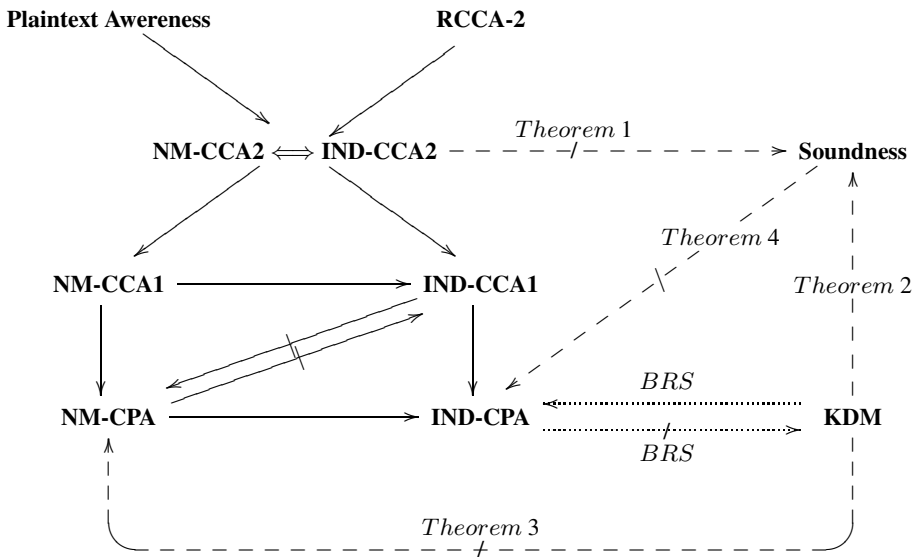 Plaintext Awereness RCCA-2
Theorem 1
NM-CCA2 ⟺ IND-CCA2 Soundness
Theorem 4
NM-CCA1 IND-CCA1 Theorem 2
BRS
NM-CPA IND-CPA KDM
BRS
Theorem 3